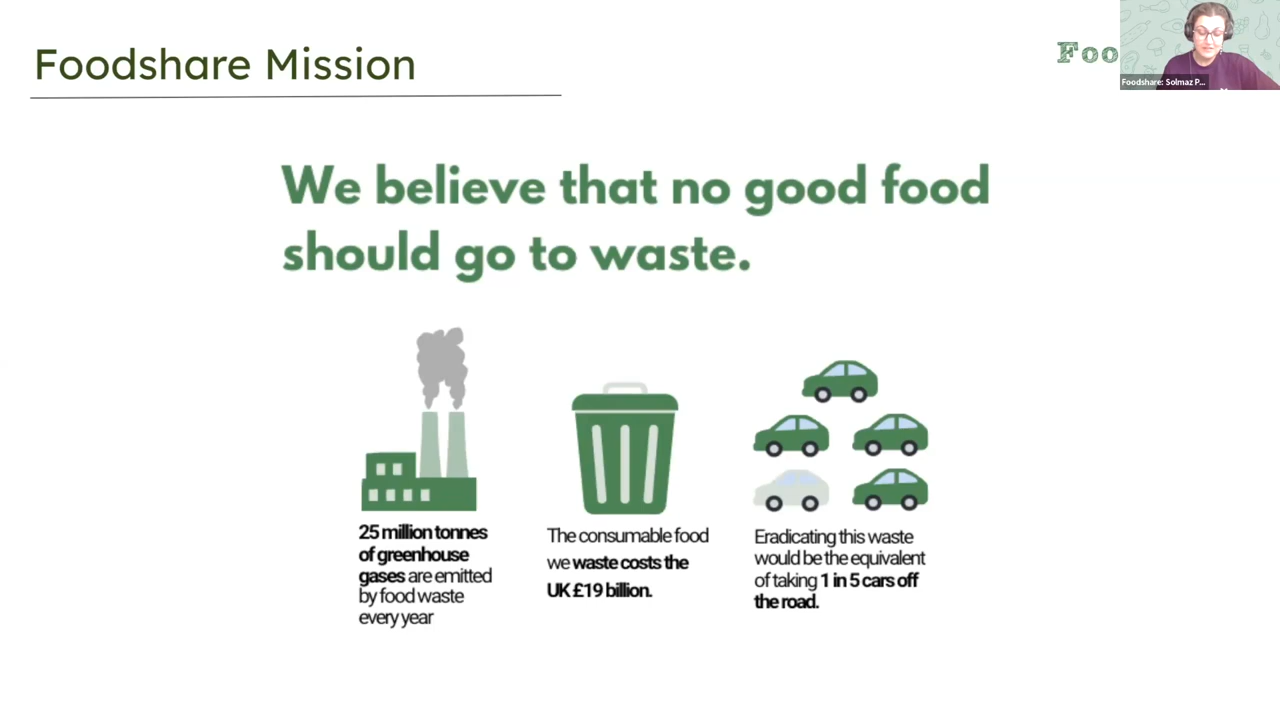 Foodshare Mission
Foo
Foodshare: Solmaz P...
We believe that no good food
should go to waste.
25 million tonnes
of greenhouse
gases are emitted
by food waste
every year
The consumable food
we waste costs the
UK £19 billion.
Eradicating this waste
would be the equivalent
of taking 1 in 5 cars off
the road.